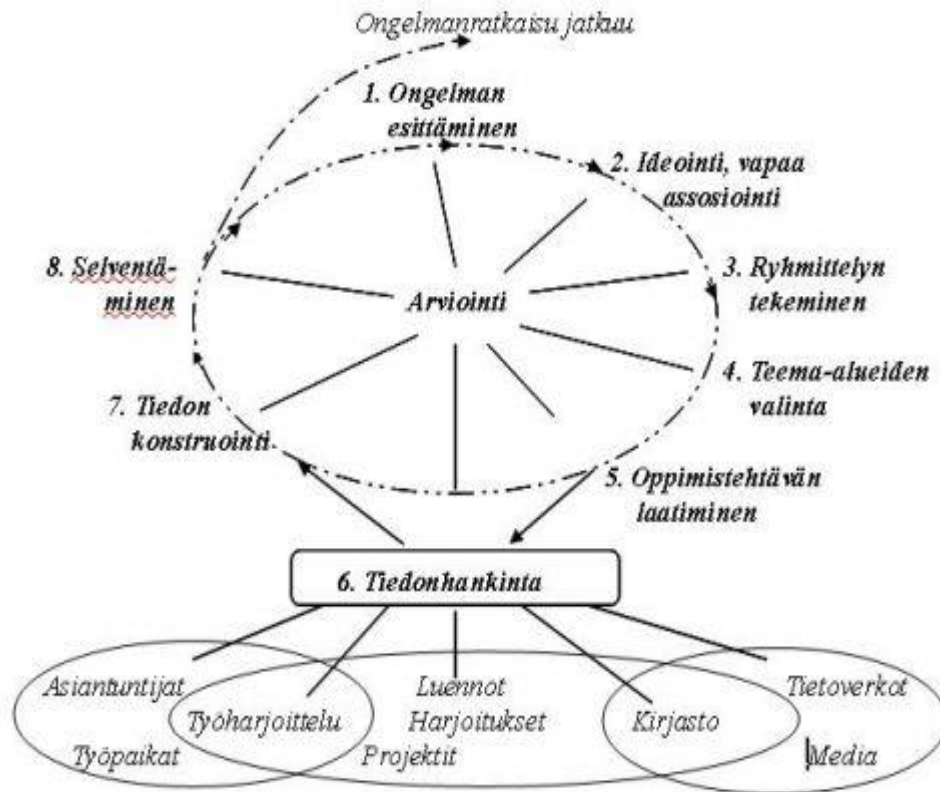 Ongelmanratkaisu jatkuu
1. Ongelman
esittäminen
2. Ideointi, vapaa
assosiointi
3. Ryhmittelyn
tekeminen
4. Teema-alueiden
valinta
5. Oppimistehtävän
laatiminen
6. Tiedonhankinta
7. Tiedon
konstruointi
8. Selventä-
minen
Arviointi
Asiantuntijat
Työpaikat
Työharjoittelu
Luennot
Harjoitukset
Projektit
Kirjasto
Tietoverkot
Media